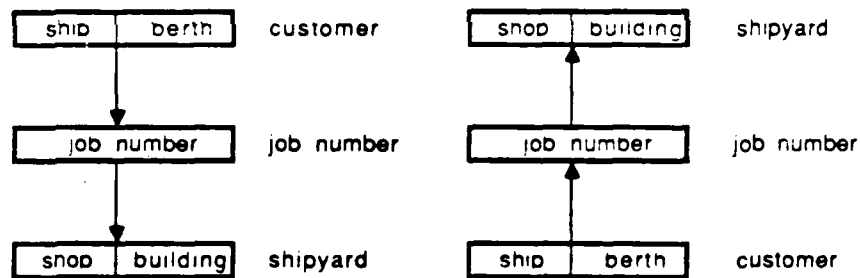 ship berth customer shop building shipyard
job number job number job number job number
shop building shipyard ship berth customer